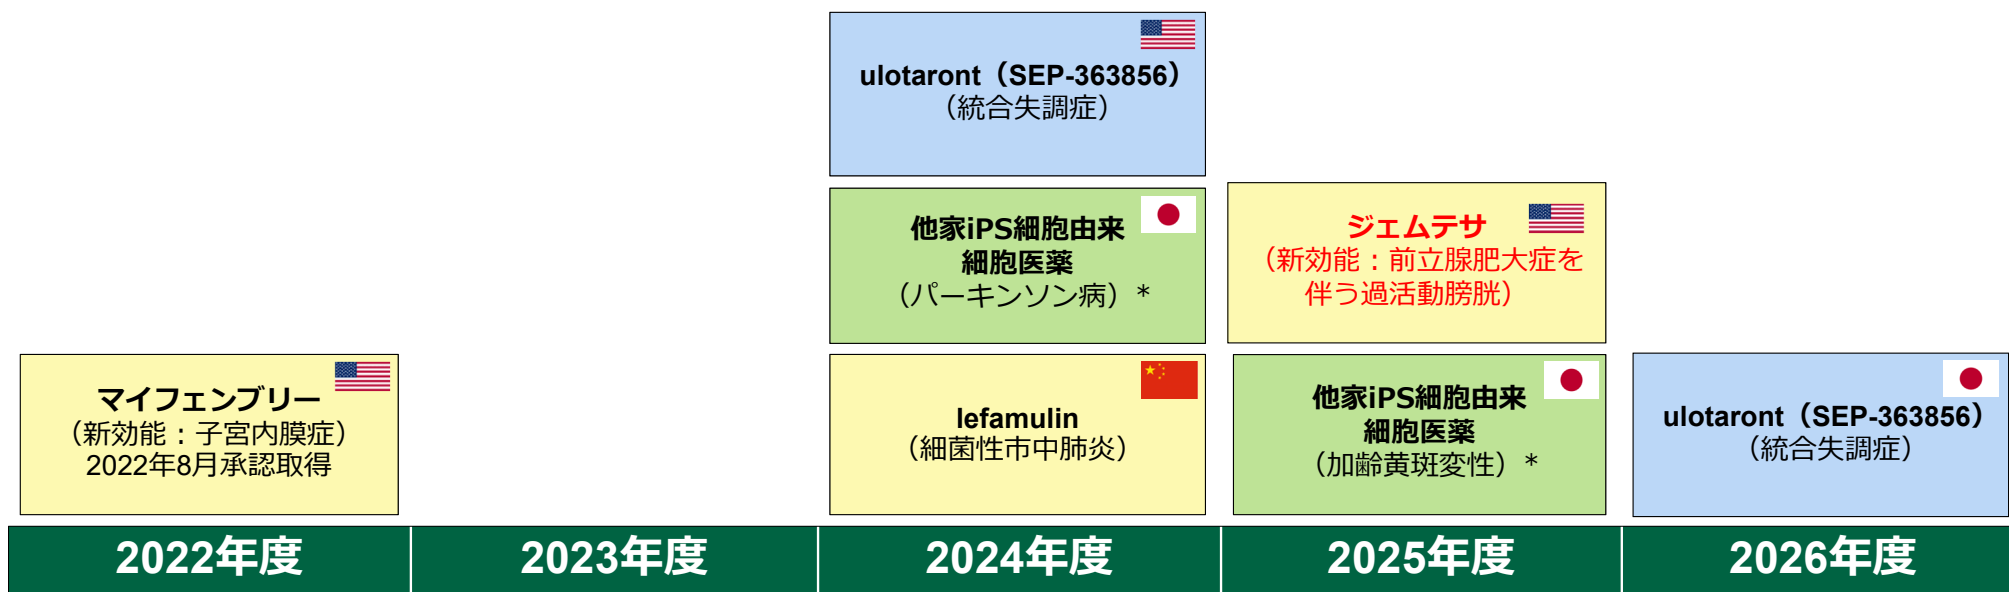 ulotaront（SEP-363856）
（統合失調症）
他家iPS細胞由来
細胞医薬
（パーキンソン病）*
ジェムテサ
（新効能：前立腺肥大症を
伴う過活動膀胱）
マイフェンブリー
（新効能：子宮内膜症）
2022年8月承認取得
lefamulin
（細菌性市中肺炎）
他家iPS細胞由来
細胞医薬
（加齢黄斑変性）*
ulotaront（SEP-363856）
（統合失調症）
2022年度
2023年度
2024年度
2025年度
2026年度